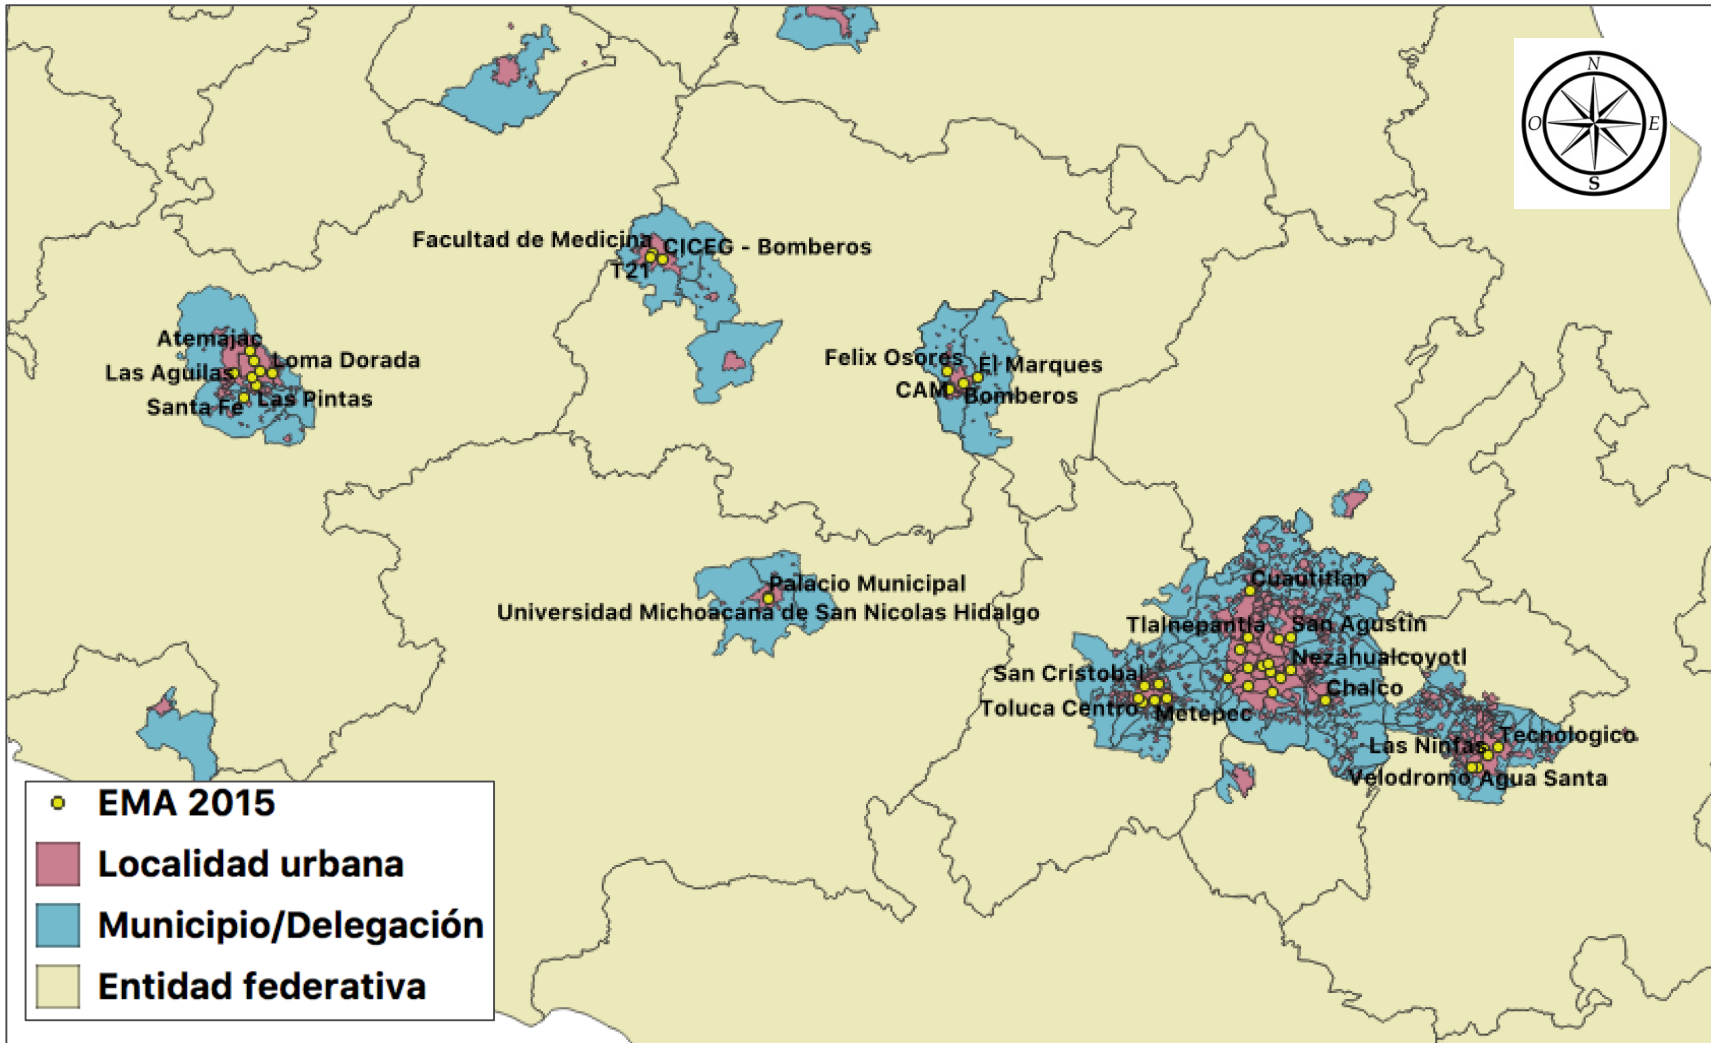 N
O
E
S
Facultad de Medicina
CICEG - Bomberos
T21
Atemajac
Loma Dorada
Las Aguilas
Las Pintas
Santa Fe
Felix Osores
El Marques
CAM
Bomberos
Palacio Municipal
Universidad Michoacana de San Nicolas Hidalgo
Cuautitlan
Tlalnepantla
San Agustin
Nezahualcoyotl
San Cristobal
Chalco
Toluca Centro
Metepec
Tecnologico
Las Ninfas
Velodromo
Agua Santa
EMA 2015
Localidad urbana
Municipio/Delegación
Entidad federativa